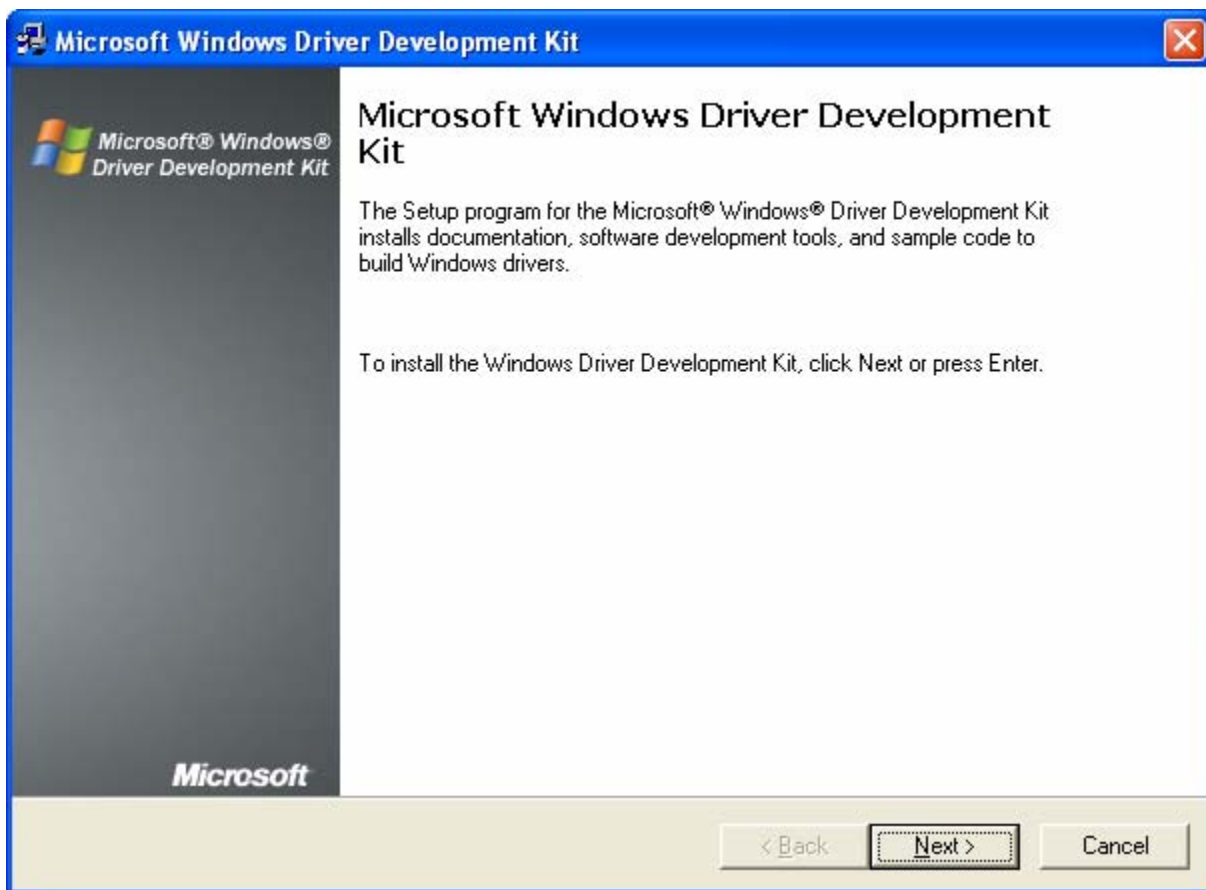 Microsoft Windows Driver Development Kit
Microsoft® Windows®
Driver Development Kit
Microsoft Windows Driver Development
Kit
The Setup program for the Microsoft® Windows® Driver Development Kit
installs documentation, software development tools, and sample code to
build Windows drivers.
To install the Windows Driver Development Kit, click Next or press Enter.
Microsoft
< Back
Next >
Cancel